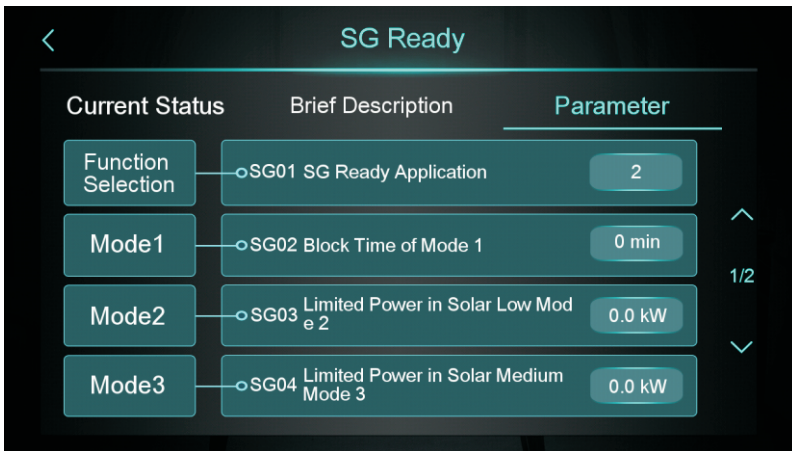 SG Ready
Current Status Brief Description Parameter
Function
Selection
SG01 SG Ready Application 2
Mode1 SG02 Block Time of Mode 1 0 min
1/2
Mode2 SG03 Limited Power in Solar Low Mod
e 2 0.0 kW
Mode3 SG04 Limited Power in Solar Medium
Mode 3 0.0 kW